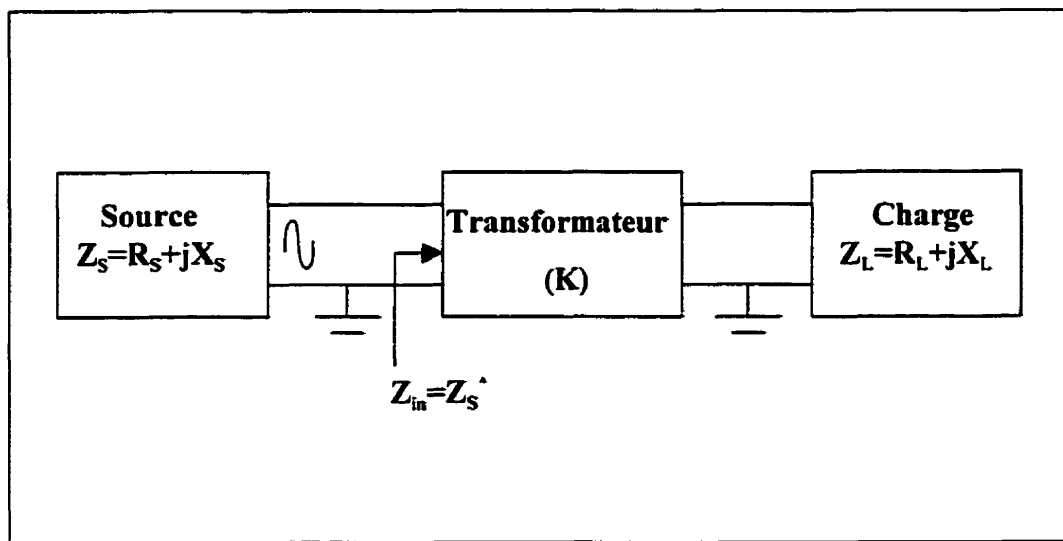 Source
Z_S=R_S+jX_S
Transformateur
(K)
Charge
Z_L=R_L+jX_L
Z_in=Z_S*